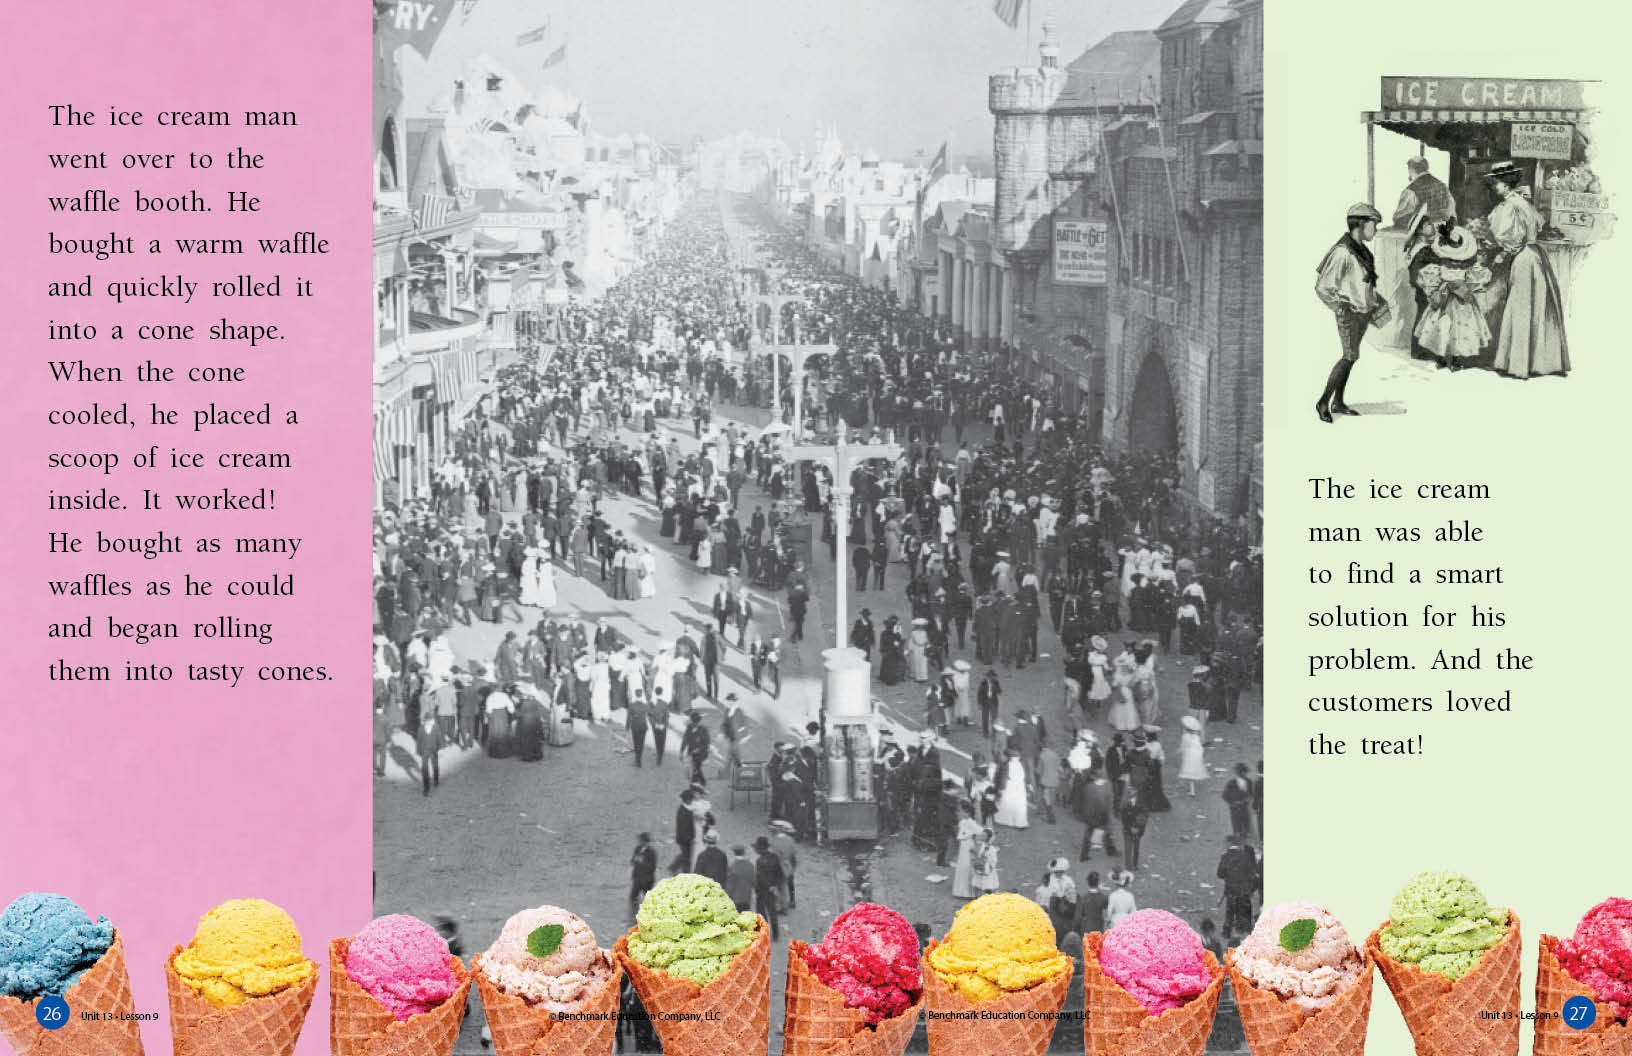 The ice cream man
went over to the
waffle booth. He
bought a warm waffle
and quickly rolled it
into a cone shape.
When the cone
cooled, he placed a
scoop of ice cream
inside. It worked!
He bought as many
waffles as he could
and began rolling
them into tasty cones.
·RY·
BATTLE OF GET
ICE CREAM
ICE COLD
LEMONADE
5¢
The ice cream
man was able
to find a smart
solution for his
problem. And the
customers loved
the treat!
26
Unit 13 • Lesson 9
© Benchmark Education Company, LLC
© Benchmark Education Company, LLC
Unit 13 • Lesson 9
27